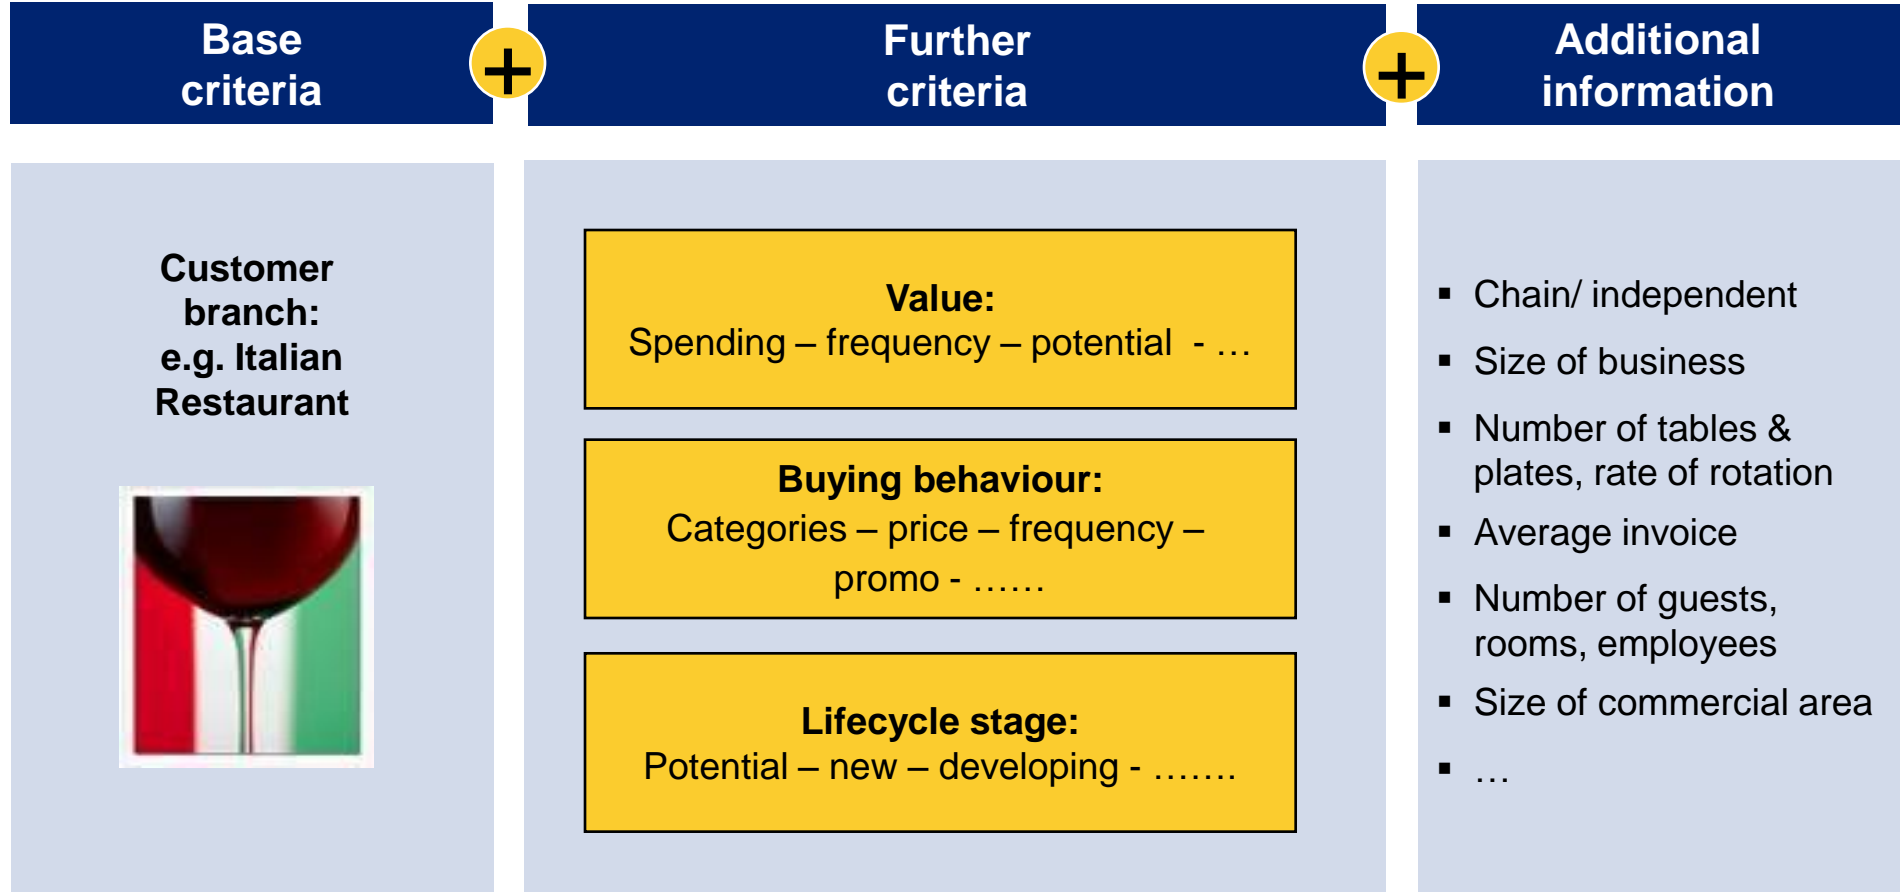 Base
criteria
+
Further
criteria
+
Additional
information
Customer
branch:
e.g. Italian
Restaurant
Value:
Spending – frequency – potential - …
Buying behaviour:
Categories – price – frequency –
promo - ……
Lifecycle stage:
Potential – new – developing - …….
▪ Chain/ independent
▪ Size of business
▪ Number of tables &
plates, rate of rotation
▪ Average invoice
▪ Number of guests,
rooms, employees
▪ Size of commercial area
▪ …